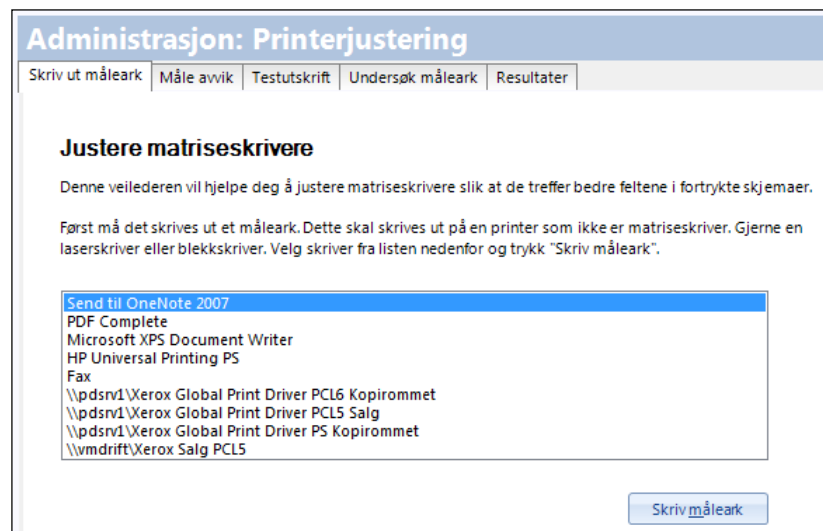 Administrasjon: Printerjustering
Skriv ut måleark
Måle avvik
Testutskrift
Undersøk måleark
Resultater
Justere matriseskrivere
Denne veilederen vil hjelpe deg å justere matriseskrivere slik at de treffer bedre feltene i fortrykte skjemaer.
Først må det skrives ut et måleark. Dette skal skrives ut på en printer som ikke er matriseskriver. Gjerne en
laserskriver eller blekkskriver. Velg skriver fra listen nedenfor og trykk "Skriv måleark".
Send til OneNote 2007
PDF Complete
Microsoft XPS Document Writer
HP Universal Printing PS
Fax
\\pdsrv1\Xerox Global Print Driver PCL6 Kopirommet
\\pdsrv1\Xerox Global Print Driver PCL5 Salg
\\pdsrv1\Xerox Global Print Driver PS Kopirommet
\\vmdrift\Xerox Salg PCL5
Skriv måleark